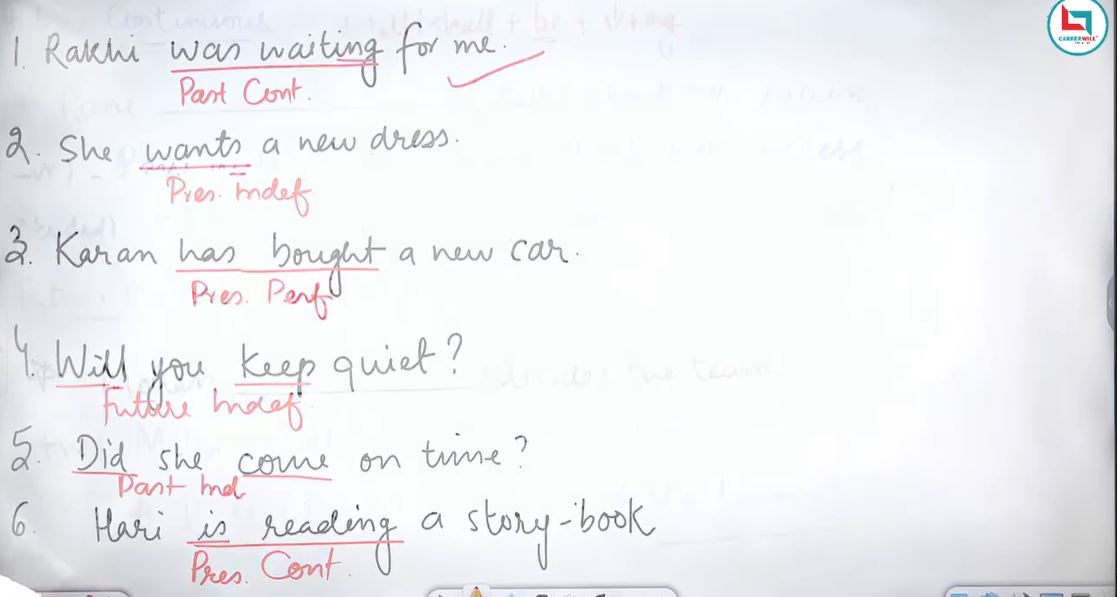 1. Rakhi was waiting for me.
Past Cont.
2. She wants a new dress.
Pres. Indef.
3. Karan has bought a new car.
Pres. Perf
4. Will you keep quiet?
Future Indef
5. Did she come on time?
Past Ind
6. Hari is reading a story-book
Pres. Cont.
CAREERWILL